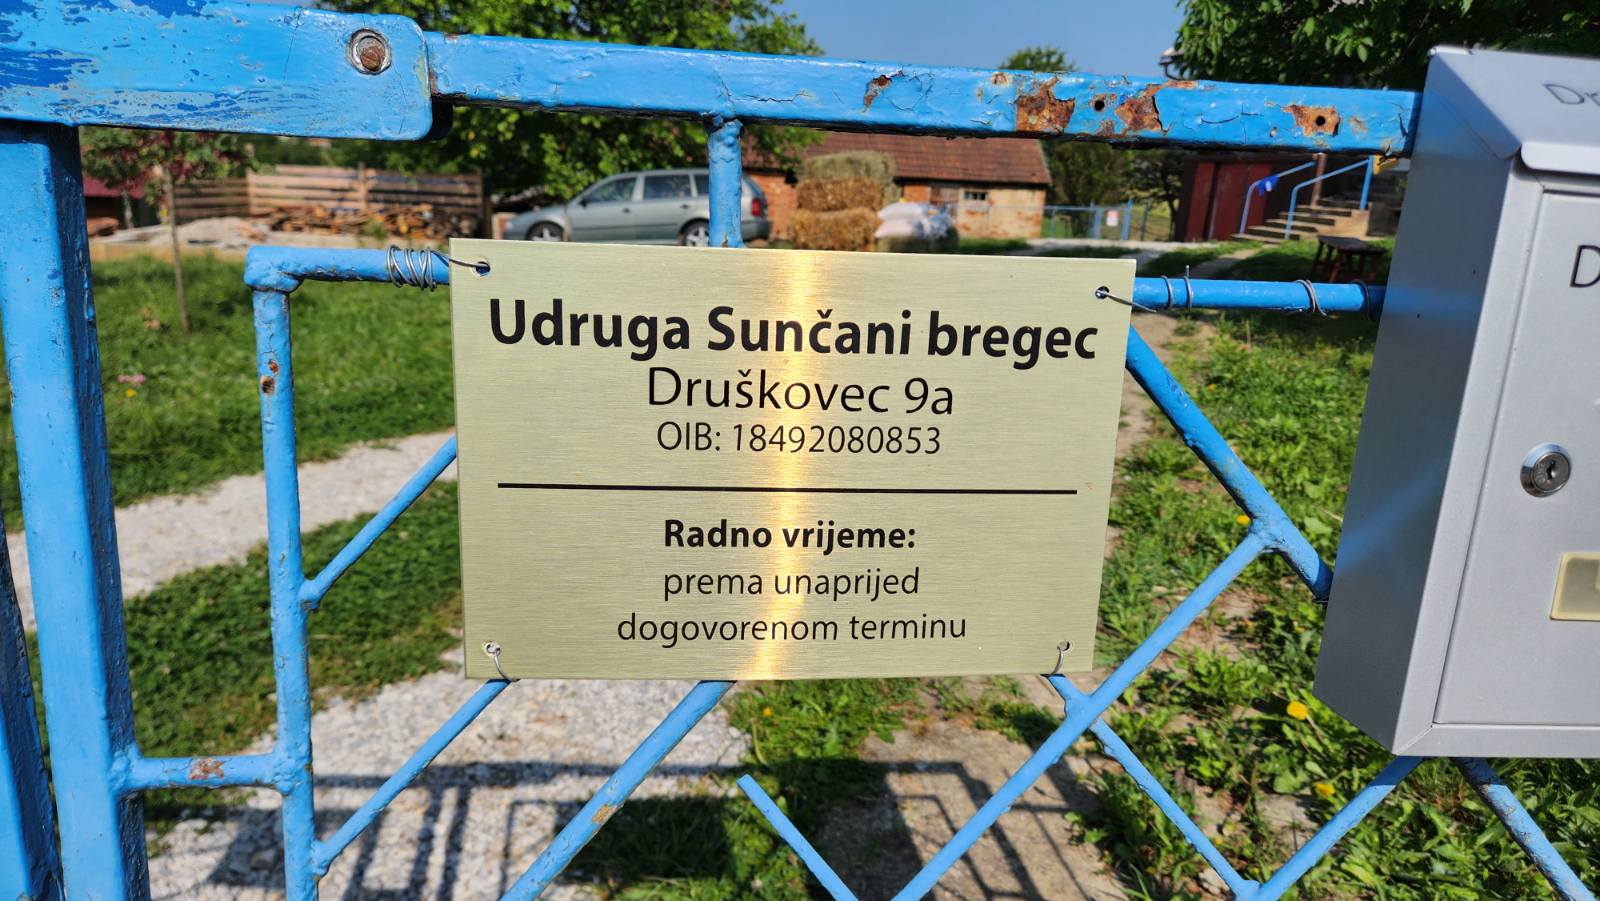 Udruga Sunčani bregec
Druškovec 9a
OIB: 18492080853
Radno vrijeme:
prema unaprijed
dogovorenom terminu